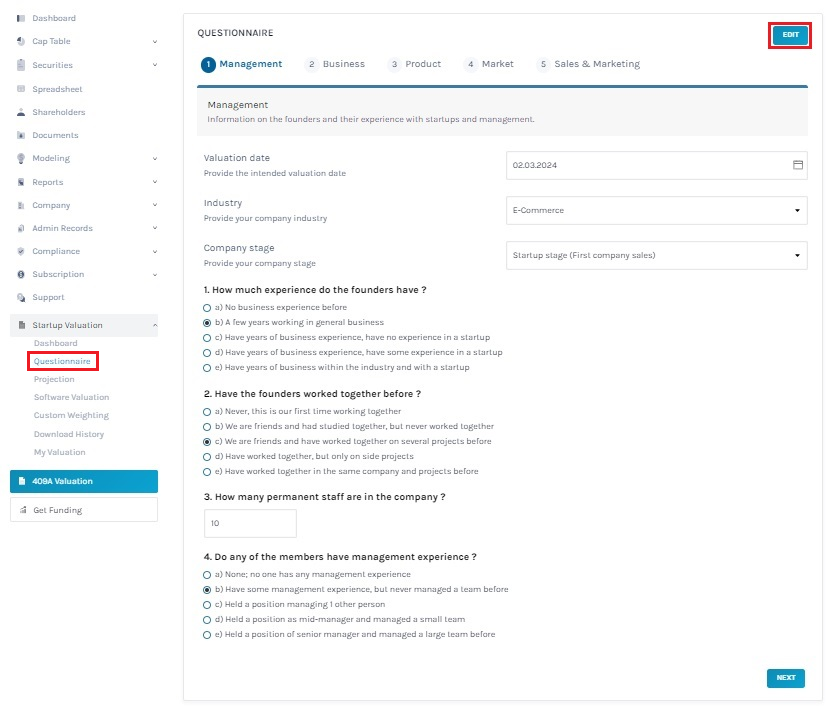 Dashboard
Cap Table
Securities
Spreadsheet
Shareholders
Documents
Modeling
Reports
Company
Admin Records
Compliance
Subscription
Support
Startup Valuation
Dashboard
Questionnaire
Projection
Software Valuation
Custom Weighting
Download History
My Valuation
409A Valuation
Get Funding
QUESTIONNAIRE
EDIT
1 Management 2 Business 3 Product 4 Market 5 Sales & Marketing
Management
Information on the founders and their experience with startups and management.
Valuation date
Provide the intended valuation date
02.03.2024
Industry
Provide your company industry
E-Commerce
Company stage
Provide your company stage
Startup stage (First company sales)
1. How much experience do the founders have ?
a) No business experience before
b) A few years working in general business
c) Have years of business experience, have no experience in a startup
d) Have years of business experience, have some experience in a startup
e) Have years of business within the industry and with a startup
2. Have the founders worked together before ?
a) Never, this is our first time working together
b) We are friends and had studied together, but never worked together
c) We are friends and have worked together on several projects before
d) Have worked together, but only on side projects
e) Have worked together in the same company and projects before
3. How many permanent staff are in the company ?
10
4. Do any of the members have management experience ?
a) None; no one has any management experience
b) Have some management experience, but never managed a team before
c) Held a position managing 1 other person
d) Held a position as mid-manager and managed a small team
e) Held a position of senior manager and managed a large team before
NEXT